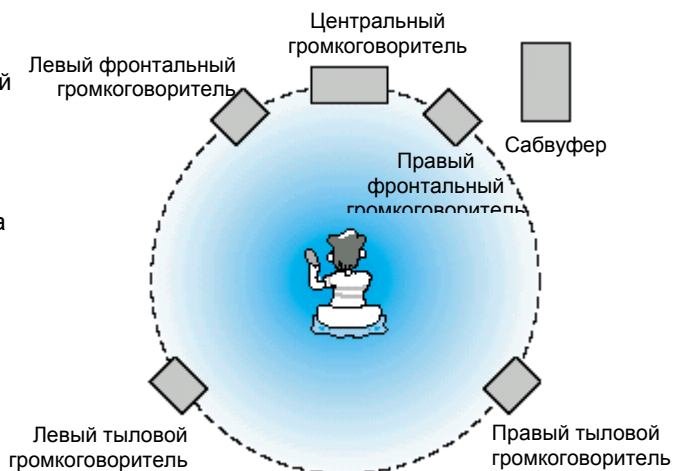 Центральный
громкоговоритель
Левый фронтальный
громкоговоритель
й
Сабвуфер
Правый
фронтальный
громкоговоритель
а
Левый тыловой
громкоговоритель
Правый тыловой
громкоговоритель